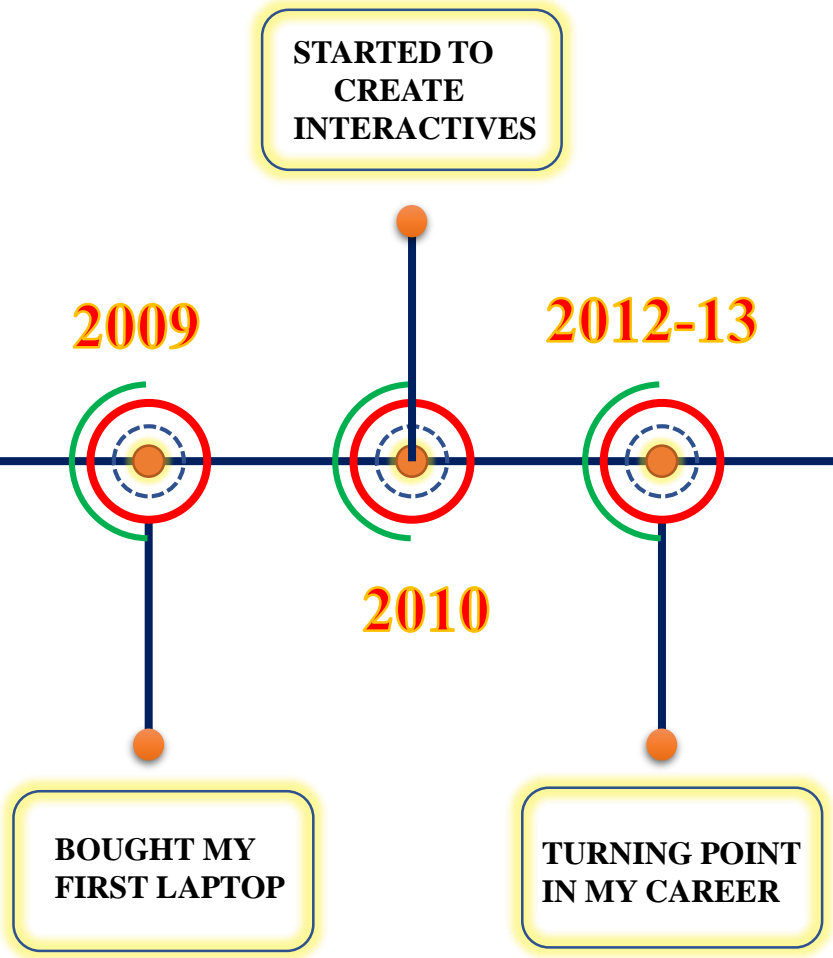 STARTED TO
CREATE
INTERACTIVES
2009
2012-13
2010
BOUGHT MY
FIRST LAPTOP
TURNING POINT
IN MY CAREER